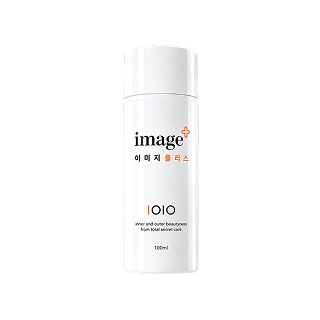 image+
이미지플러스
IOIO
inner and outer beautyness
from total secret care
100ml